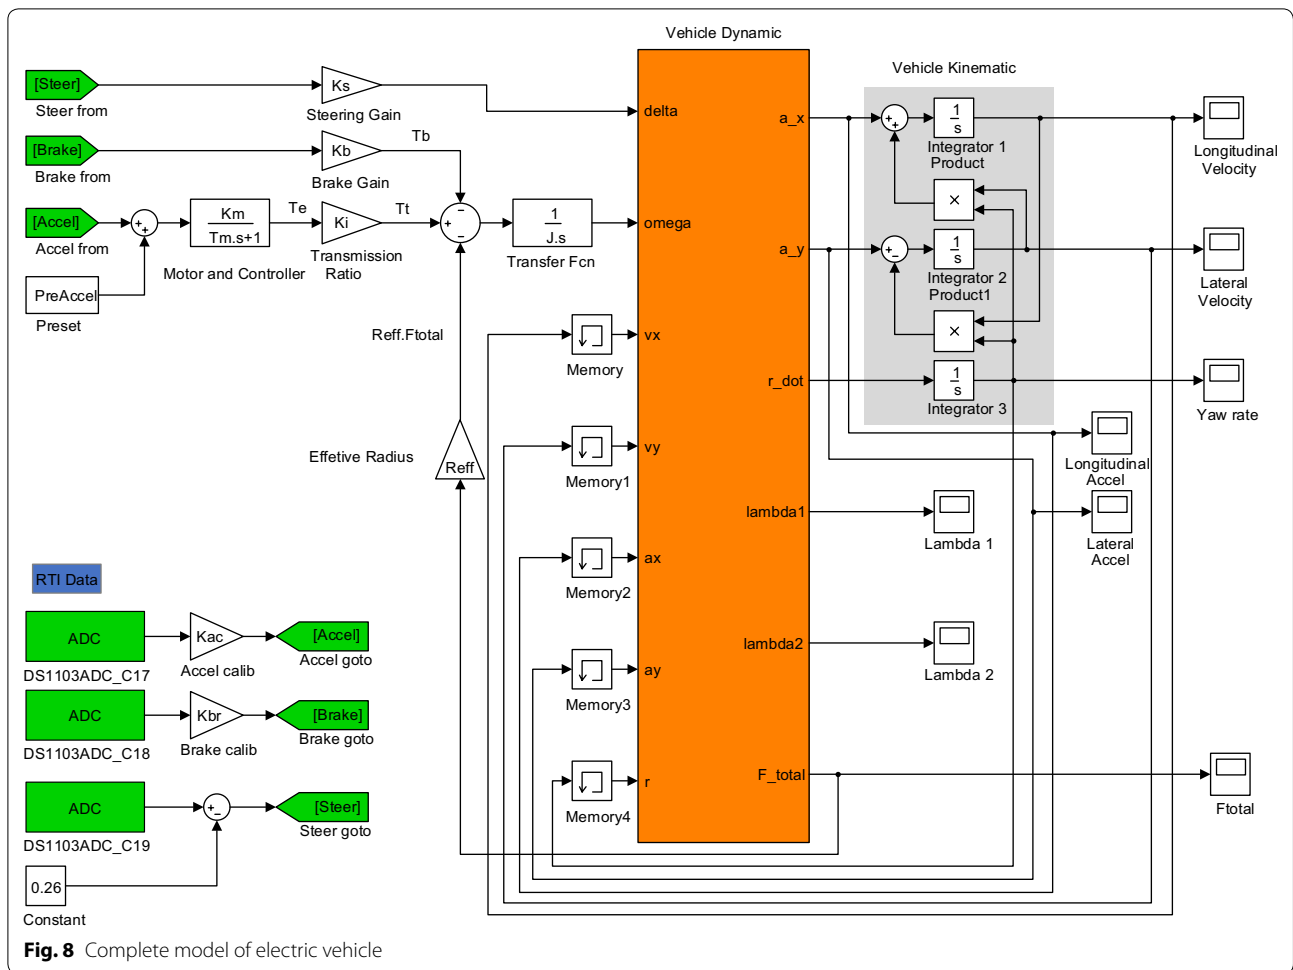 Vehicle Dynamic
Vehicle Kinematic
[Steer]
Steer from
Ks
Steering Gain
delta
[Brake]
Brake from
Kb
Brake Gain
Tb
[Accel]
Accel from
+
+
Km
Tm.s+1
Motor and Controller
Te
Ki
Transmission
Ratio
Tt
−
+
−
1
J.s
Transfer Fcn
omega
PreAccel
Preset
Reff.Ftotal
Effetive Radius
Reff
Memory
vx
Memory1
vy
Memory2
ax
Memory3
ay
Memory4
r
a_x
+
+
1
s
Integrator 1
Product
×
Longitudinal
Velocity
a_y
+
−
1
s
Integrator 2
Product1
×
Lateral
Velocity
r_dot
1
s
Integrator 3
Yaw rate
Longitudinal
Accel
lambda1
Lambda 1
Lateral
Accel
lambda2
Lambda 2
F_total
Ftotal
RTI Data
ADC
DS1103ADC_C17
Kac
Accel calib
[Accel]
Accel goto
ADC
DS1103ADC_C18
Kbr
Brake calib
[Brake]
Brake goto
ADC
DS1103ADC_C19
+
−
[Steer]
Steer goto
0.26
Constant
Fig. 8 Complete model of electric vehicle